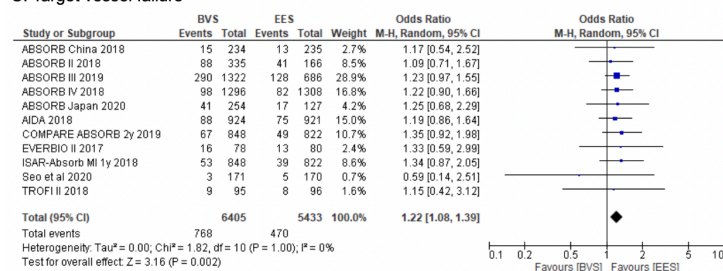 BVS EES Odds Ratio Odds Ratio
Study or Subgroup Events Total Events Total Weight M-H, Random, 95% CI M-H, Random, 95% CI
ABSORB China 2018 15 234 13 235 2.7% 1.17 [0.54, 2.52]
ABSORB II 2018 88 335 41 166 8.5% 1.09 [0.71, 1.67]
ABSORB III 2019 290 1322 128 686 28.9% 1.23 [0.97, 1.55]
ABSORB IV 2018 98 1296 82 1308 16.8% 1.22 [0.90, 1.66]
ABSORB Japan 2020 41 254 17 127 4.2% 1.25 [0.68, 2.29]
AIDA 2018 88 924 75 921 15.1% 1.19 [0.86, 1.64]
COMPARE ABSORB 2y 2019 67 848 49 822 10.8% 1.35 [0.92, 1.98]
EVERBIO II 2017 16 78 13 80 2.4% 1.33 [0.59, 2.99]
ISAR-Absorb MI 1y 2018 53 848 39 822 8.8% 1.34 [0.87, 2.05]
Seo et al 2020 3 171 5 170 0.7% 0.59 [0.14, 2.51]
TROFI II 2018 9 95 8 96 1.6% 1.15 [0.42, 3.12]
Total (95% CI) 6405 5433 100.0% 1.22 [1.08, 1.39]
Total events 768 470
Heterogeneity: Tau² = 0.00; Chi² = 1.82, df = 10 (P = 1.00); I² = 0%
Test for overall effect: Z = 3.16 (P = 0.002)
0.1 0.2 0.5 1 2 5 10
Favours [BVS] Favours [EES]